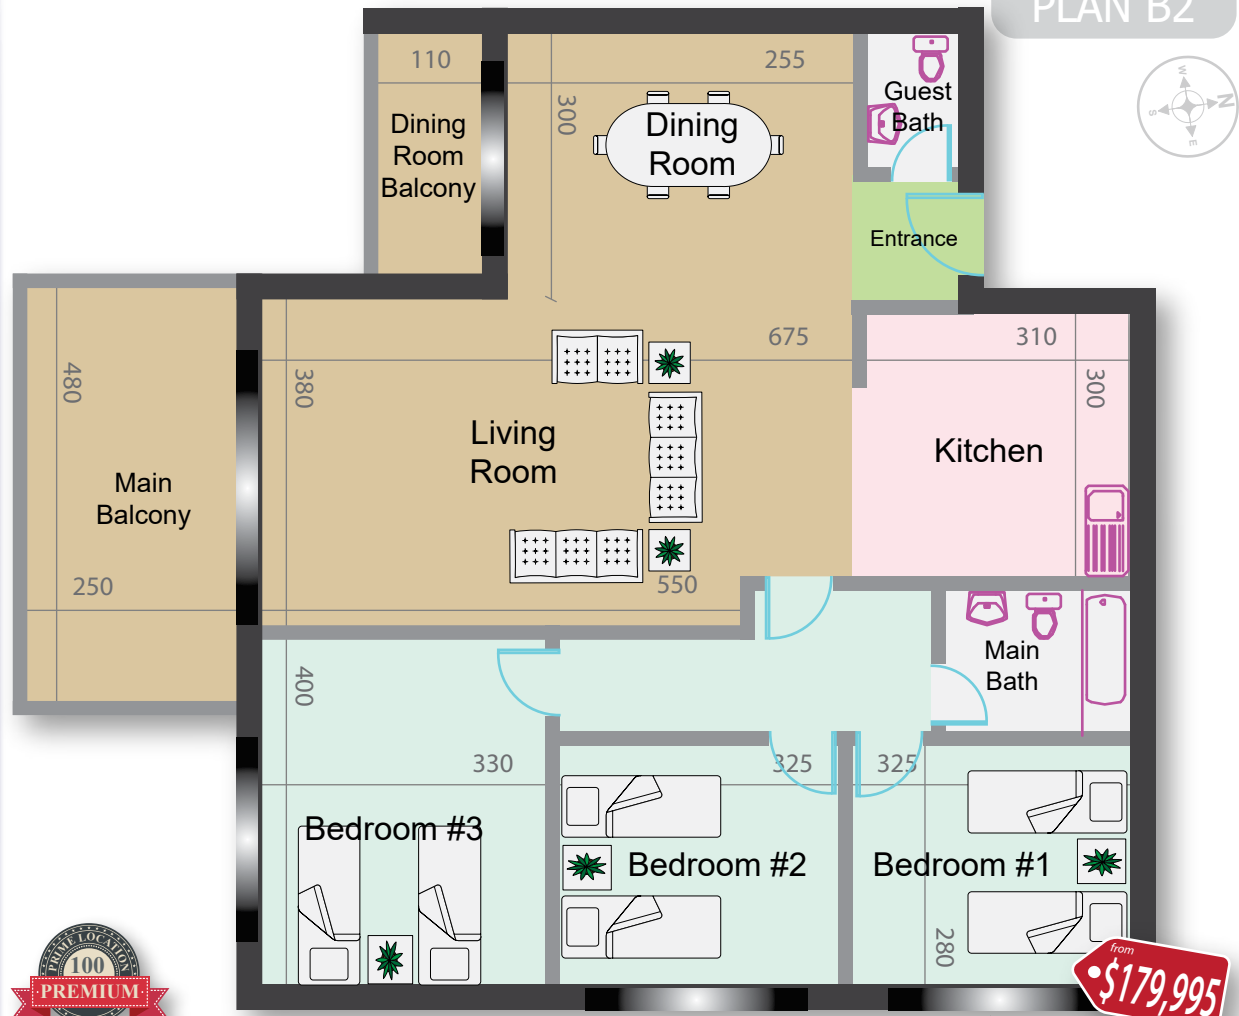 PLAN B2
W
N
S
E
110
255
300
Dining
Room
Balcony
Dining
Room
Guest
Bath
Entrance
480
380
675
310
300
Living
Room
Kitchen
Main
Balcony
250
550
Main
Bath
400
330
325
325
Bedroom #3
Bedroom #2
Bedroom #1
280
PRIME LOCATION
100
PREMIUM
from
$179,995